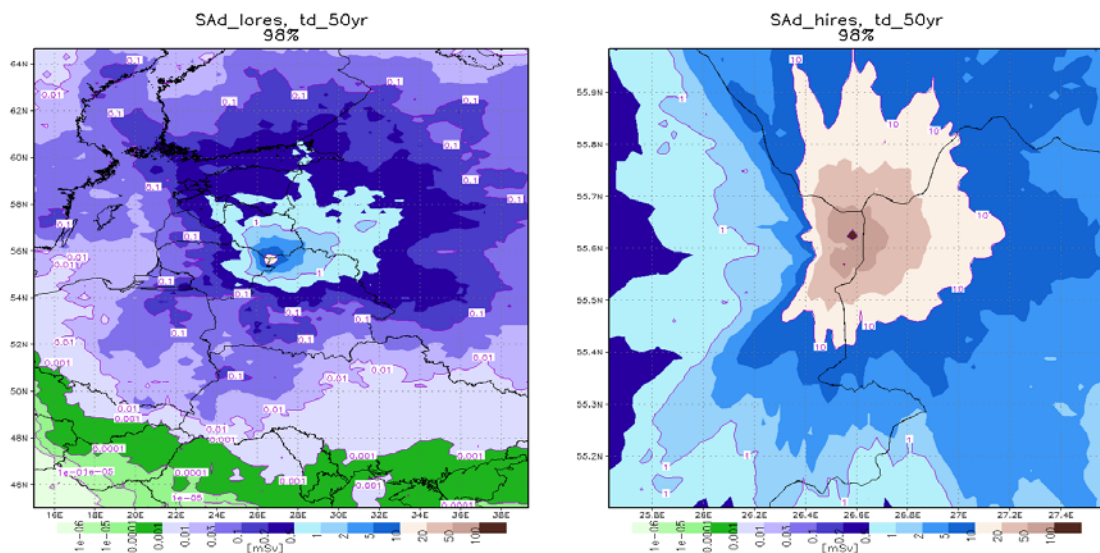 SAd_lores, td_50yr
98%
64N
62N
60N
58N
56N
54N
52N
50N
48N
46N
16E
18E
20E
22E
24E
26E
28E
30E
32E
34E
36E
38E
0.1
0.01
1
0.001
0.0001
1e-05
1e-06
1e-05
0.0001
0.001
0.01
0.03
0.1
0.2
1
2
5
10
20
50
100
[mSv]
SAd_hires, td_50yr
98%
55.9N
55.8N
55.7N
55.6N
55.5N
55.4N
55.3N
55.2N
25.8E
26E
26.2E
26.4E
26.6E
26.8E
27E
27.2E
27.4E
1
10
1e-06
1e-05
0.0001
0.001
0.01
0.03
0.1
0.2
1
2
5
10
20
50
100
[mSv]